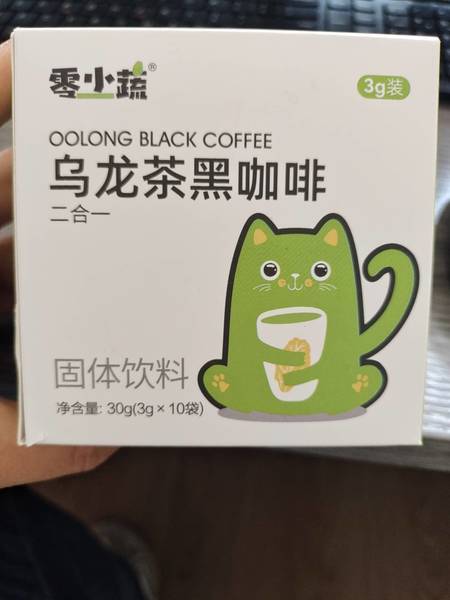 零小蔬®
3g装
OOLONG BLACK COFFEE
乌龙茶黑咖啡
二合一
固体饮料
净含量: 30g(3g×10袋)